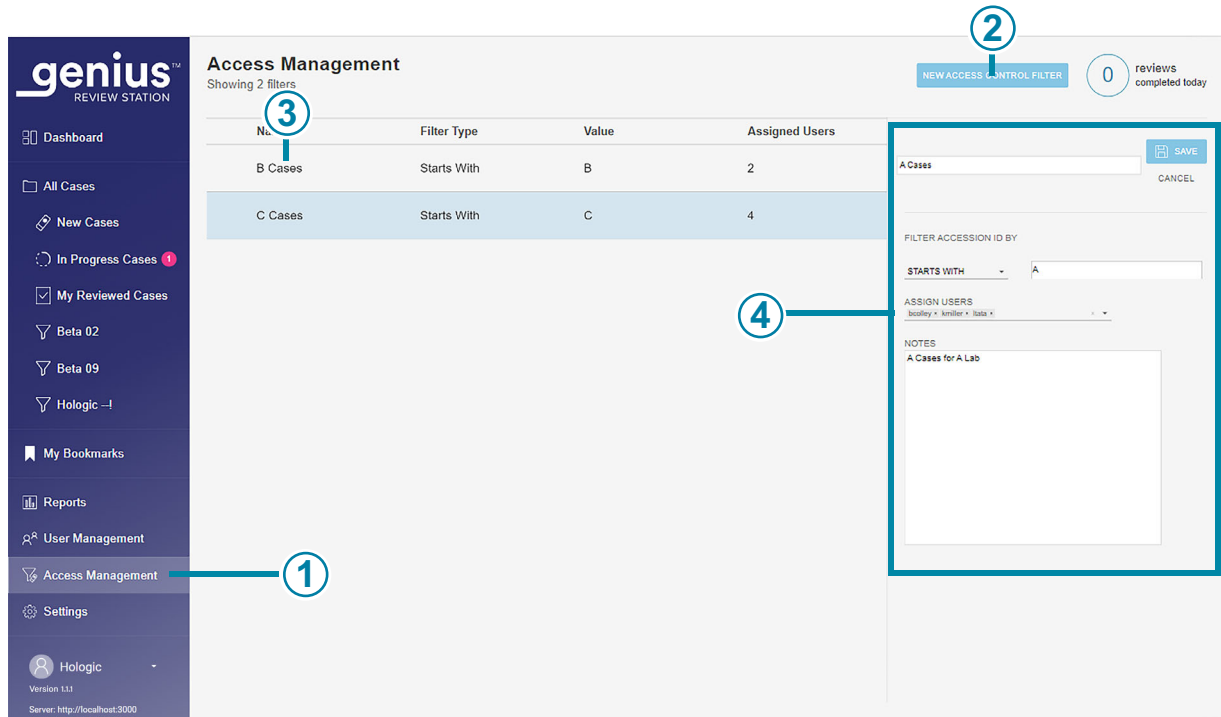 2
genius™
REVIEW STATION
Dashboard
All Cases
New Cases
In Progress Cases 1
My Reviewed Cases
Beta 02
Beta 09
Hologic --!
My Bookmarks
Reports
User Management
Access Management
Settings
Hologic
Version 1.1.1
Server: http://localhost:3000
1
Access Management
Showing 2 filters
NEW ACCESS CONTROL FILTER
0 reviews
completed today
3
Filter Type Value Assigned Users
B Cases Starts With B 2
C Cases Starts With C 4
4
SAVE
A Cases
CANCEL
FILTER ACCESSION ID BY
STARTS WITH A
ASSIGN USERS
bcolley × kmiller × ltata ×
NOTES
A Cases for A Lab